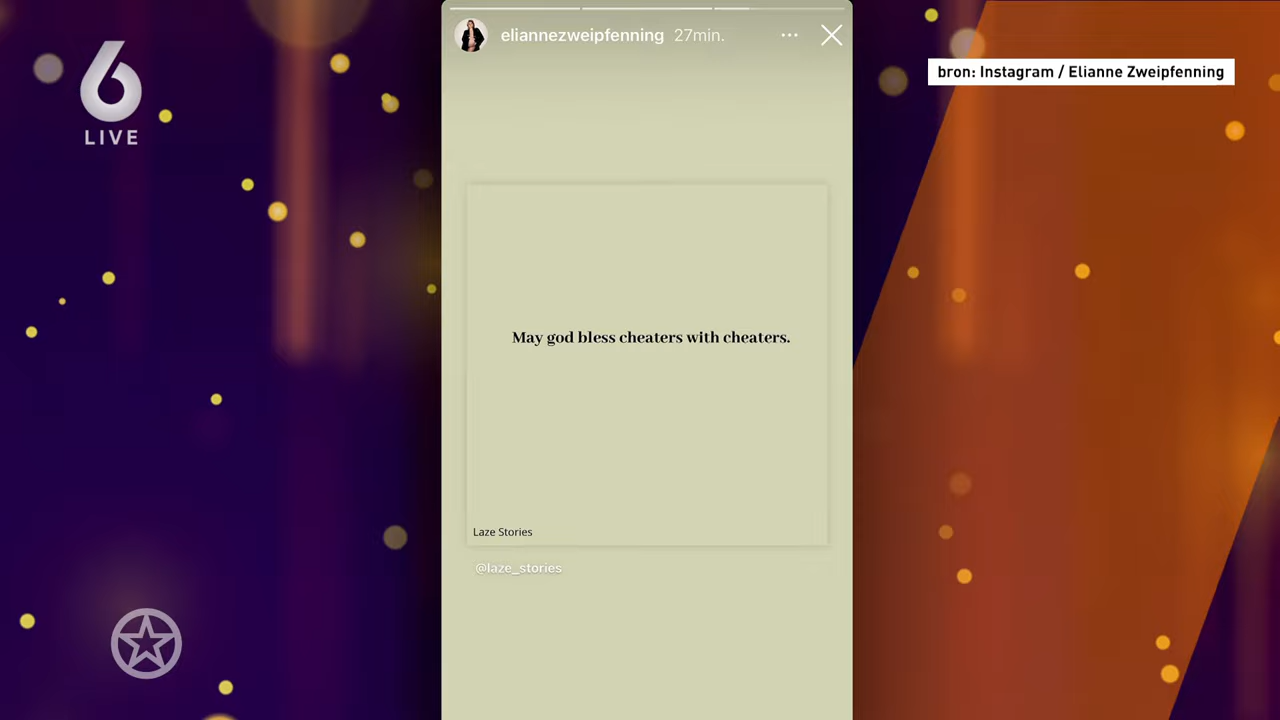 6
LIVE
eliannezweipfenning 27min.
bron: Instagram / Elianne Zweipfenning
May god bless cheaters with cheaters.
Laze Stories
@laze_stories